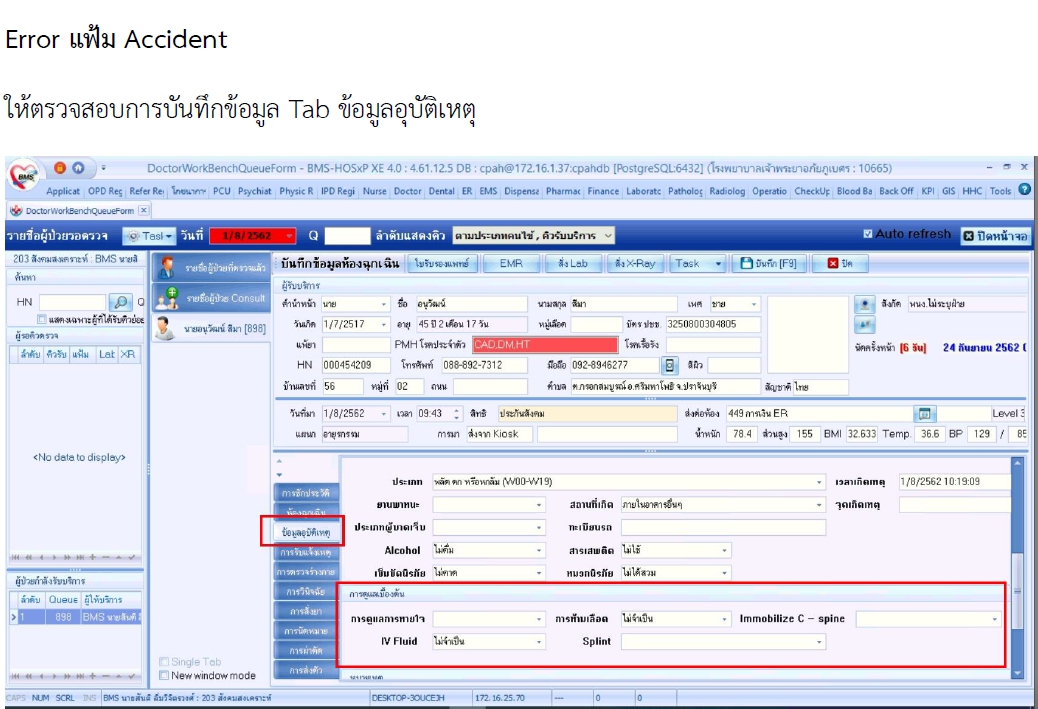 Error แฟ้ม Accident
ให้ตรวจสอบการบันทึกข้อมูล Tab ข้อมูลอุบัติเหตุ
DoctorWorkBenchQueueForm - BMS-HOSxP XE 4.0 : 4.61.12.5 DB : cpah@172.16.1.37:cpahdb [PostgreSQL:6432] (โรงพยาบาลเจ้าพระยาอภัยภูเบศร : 10665)
Applicat OPD Reg Refer Re PCU Psychiat Physic R IPD Regi Nurse Doctor Dental ER EMS Dispensa Pharmac Finance Laborato Patholog Radiolog Operatio CheckUp Blood Ba Back Off KPI GIS HHC Tools
DoctorWorkBenchQueueForm
รายชื่อผู้ป่วยรอตรวจ Tasl วันที่ 1/8/2562 Q ลำดับแสดงคิว ตามประเภทคนไข้ , คิวรับบริการ Auto refresh ปิดหน้าจอ
203 สังคมสงเคราะห์ : BMS นายสันติ
ค้นหา
HN Q
แสดงเฉพาะผู้ที่ได้รับคิวย่อย
ผู้รอคิวตรวจ
ลำดับ คิวรับ แฟ้ม Lat XR
<No data to display>
ผู้ป่วยกำลังรับบริการ
ลำดับ Queue ผู้ให้บริการ
1 898 BMS นายสันติ
รายชื่อผู้ป่วยที่ตรวจแล้ว
รายชื่อผู้ป่วย Consult
นายอนุวัฒน์ สีมา [898]
Single Tab
New window mode
บันทึกข้อมูลห้องฉุกเฉิน ใบรับรองแพทย์ EMR สั่ง Lab สั่ง X-Ray Task บันทึก [F9] ปิด
ผู้รับบริการ
คำนำหน้า นาย ชื่อ อนุวัฒน์ นามสกุล สีมา เพศ ชาย สังกัด หนง.ไม่ระบุฝ่าย
วันเกิด 1/7/2517 อายุ 45 ปี 2 เดือน 17 วัน หมู่เลือด บัตร ปชช. 3250800304805
แพ้ยา PMH โรคประจำตัว CAD,DM,HT โรคเรื้อรัง นัดครั้งหน้า [6 วัน] 24 กันยายน 2562
HN 000454209 โทรศัพท์ 088-892-7312 มือถือ 092-8946277 สีผิว
บ้านเลขที่ 56 หมู่ที่ 02 ถนน ตำบล ต.กรอกสมบูรณ์ อ.ศรีมหาโพธิ จ.ปราจีนบุรี สัญชาติ ไทย
วันที่มา 1/8/2562 เวลา 09:43 สิทธิ ประกันสังคม ส่งต่อห้อง 449 การเงิน ER Level 3
แผนก อายุรกรรม การมา ส่งจาก Kiosk น้ำหนัก 78.4 ส่วนสูง 155 BMI 32.633 Temp. 36.6 BP 129 / 85
การซักประวัติ
ห้องฉุกเฉิน
ข้อมูลอุบัติเหตุ
การรับแจ้งเหตุ
การตรวจร่างกาย
การวินิจฉัย
การสั่งยา
การนัดหมาย
การผ่าตัด
การส่งตัว
ประเภท พลัด ตก หรือหกล้ม (W00-W19) เวลาเกิดเหตุ 1/8/2562 10:19:09
ยานพาหนะ สถานที่เกิด ภายในอาคารอื่นๆ จุดเกิดเหตุ
ประเภทผู้บาดเจ็บ ทะเบียนรถ
Alcohol ไม่ดื่ม สารเสพติด ไม่ใช้
เข็มขัดนิรภัย ไม่คาด หมวกนิรภัย ไม่ได้สวม
การดูแลเบื้องต้น
การดูแลการหายใจ การห้ามเลือด ไม่จำเป็น Immobilize C - spine
IV Fluid ไม่จำเป็น Splint
หมายเหตุ
CAPS NUM SCRL INS DESKTOP-3OUCE3H 172.16.25.70 --- 0 0